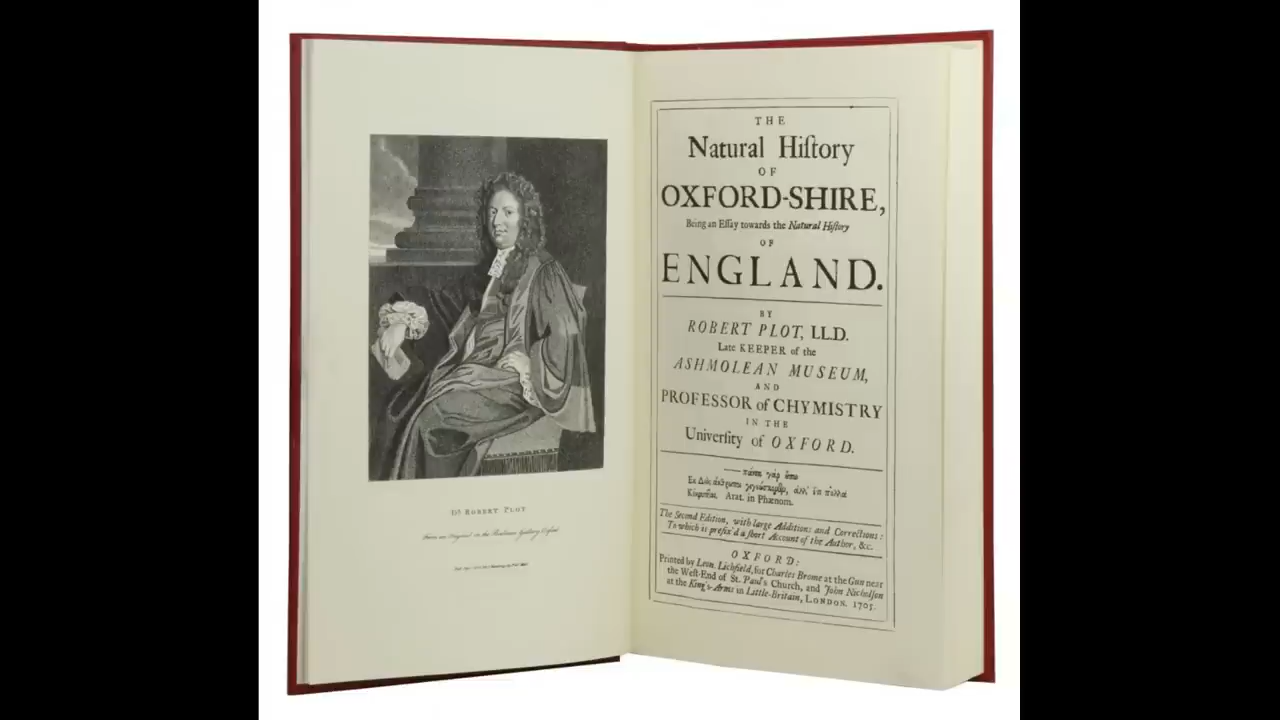 Dr ROBERT PLOT
THE
Natural Hiſtory
OF
OXFORD-SHIRE,
Being an Eſſay towards the Natural Hiſtory
OF
ENGLAND.
BY
ROBERT PLOT, LL.D.
Late KEEPER of the
ASHMOLEAN MUSEUM,
AND
PROFESSOR of CHYMISTRY
IN THE
Univerſity of OXFORD.
Arat. in Phænom.
The Second Edition, with large Additions and Corrections:
To which is prefix'd a ſhort Account of the Author, &c.
OXFORD:
Printed by Leon. Lichfield, for Charles Brome at the Gun near
the Weſt-End of St. Paul's Church, and John Nicholſon
at the King's-Arms in Little-Britain, LONDON. 1705.